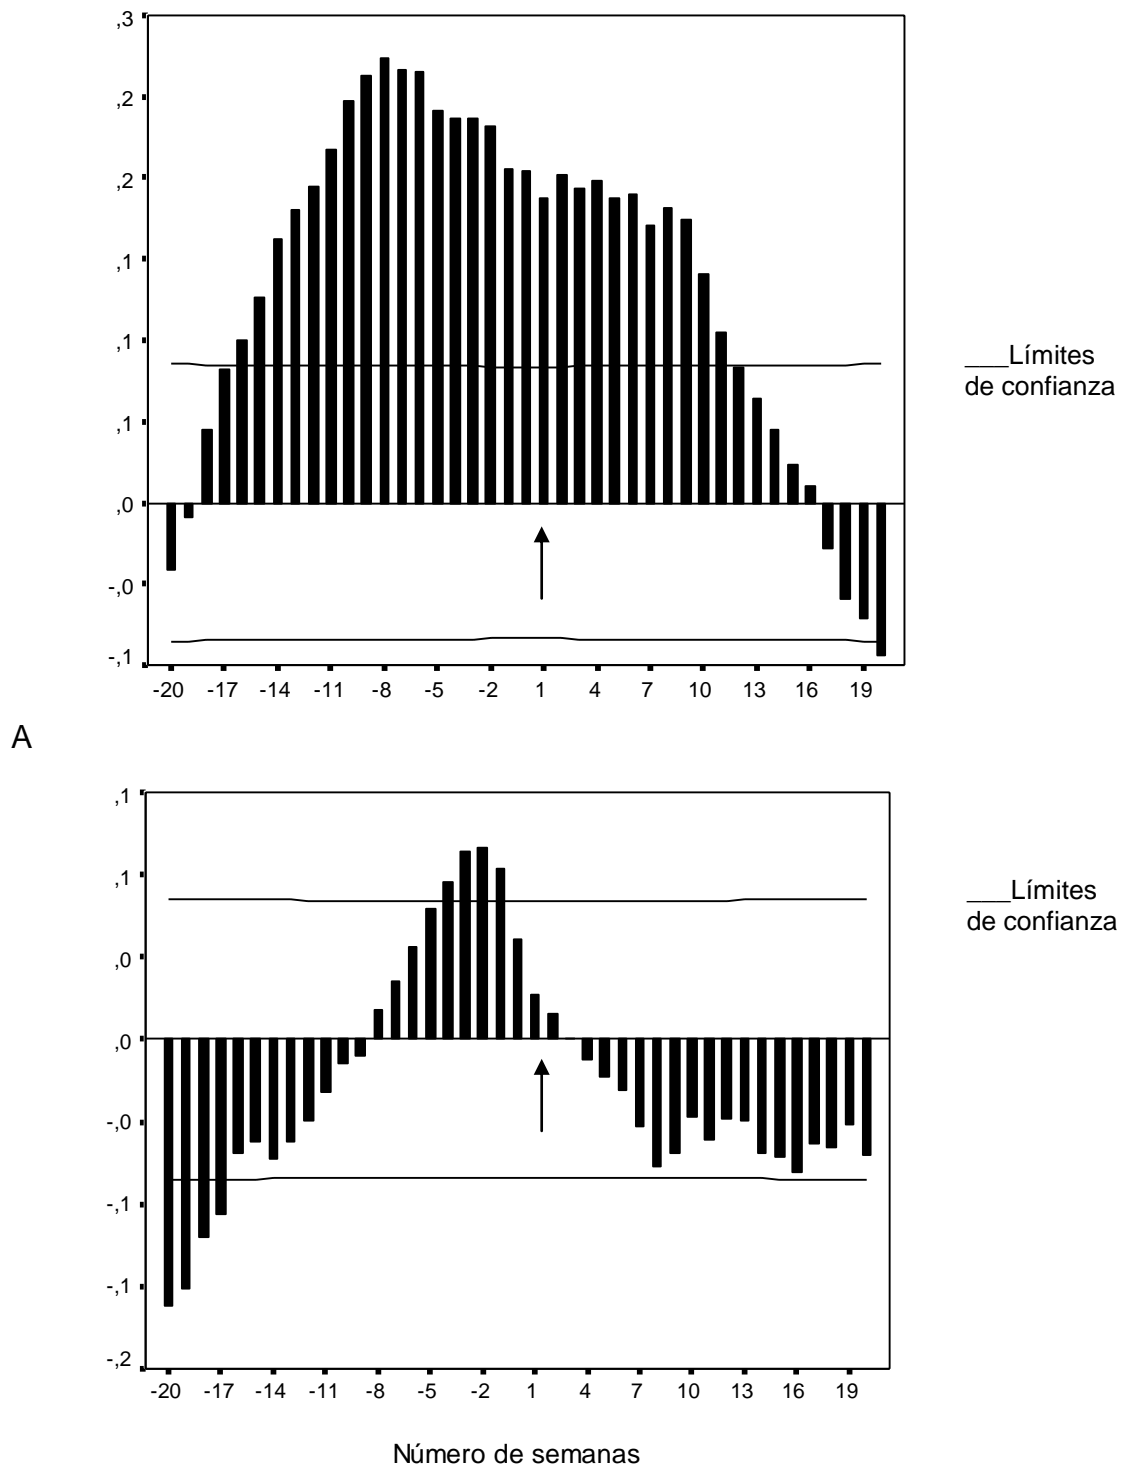 ,3
,2
,2
,1
,1
,1
,0
-,0
-,1
-20 -17 -14 -11 -8 -5 -2 1 4 7 10 13 16 19
___Límites
de confianza
A
,1
,1
,0
,0
-,0
-,1
-,1
-,2
-20 -17 -14 -11 -8 -5 -2 1 4 7 10 13 16 19
___Límites
de confianza
Número de semanas